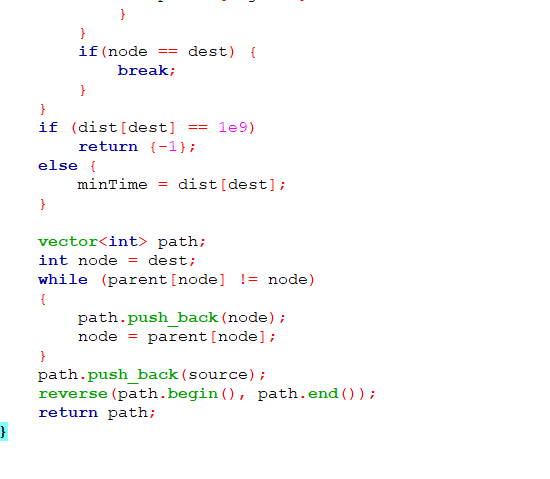 }
}
if(node == dest) {
break;
}
}
if (dist[dest] == 1e9)
return {-1};
else {
minTime = dist[dest];
}
vector<int> path;
int node = dest;
while (parent[node] != node)
{
path.push_back(node);
node = parent[node];
}
path.push_back(source);
reverse(path.begin(), path.end());
return path;
}